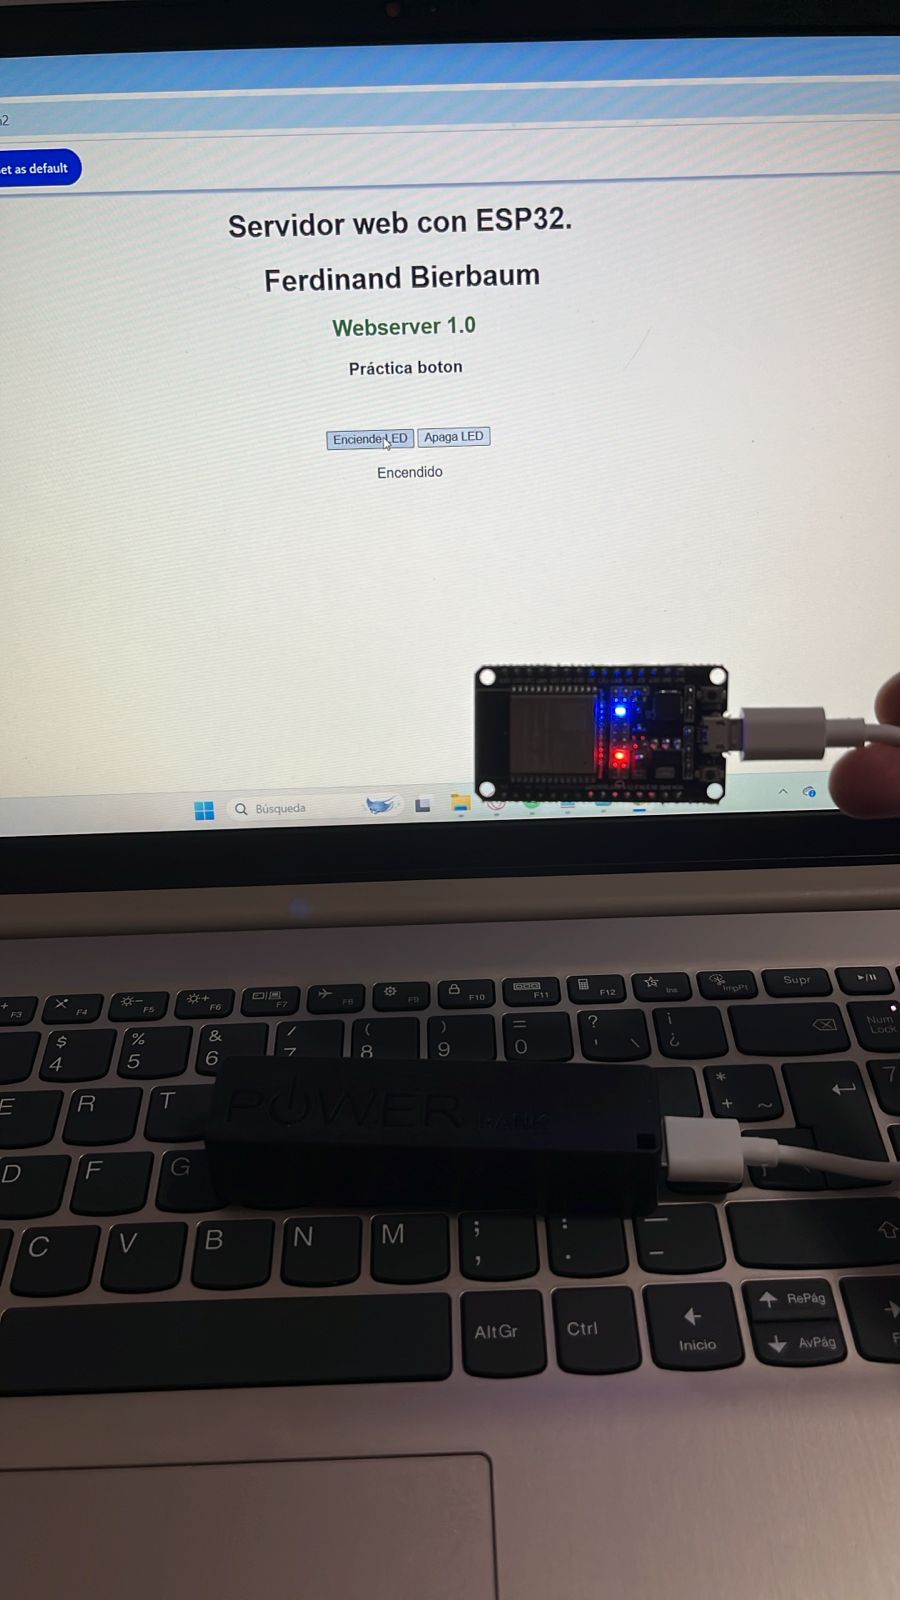 2
et as default
Servidor web con ESP32.
Ferdinand Bierbaum
Webserver 1.0
Práctica boton
Enciende LED Apaga LED
Encendido
Búsqueda
F3 F4 F5 F6 F7 F8 F9 F10 F11 F12 Ins ImpPt Supr
$ % & / ( ) = ? ¡ Num
4 5 6 7 8 9 0 ' \ ¿ Lock
E R T * 7
+ ~
POWER BANK
D F G
C V B N M ; : _
, . -
AltGr Ctrl Inicio RePág
AvPág F